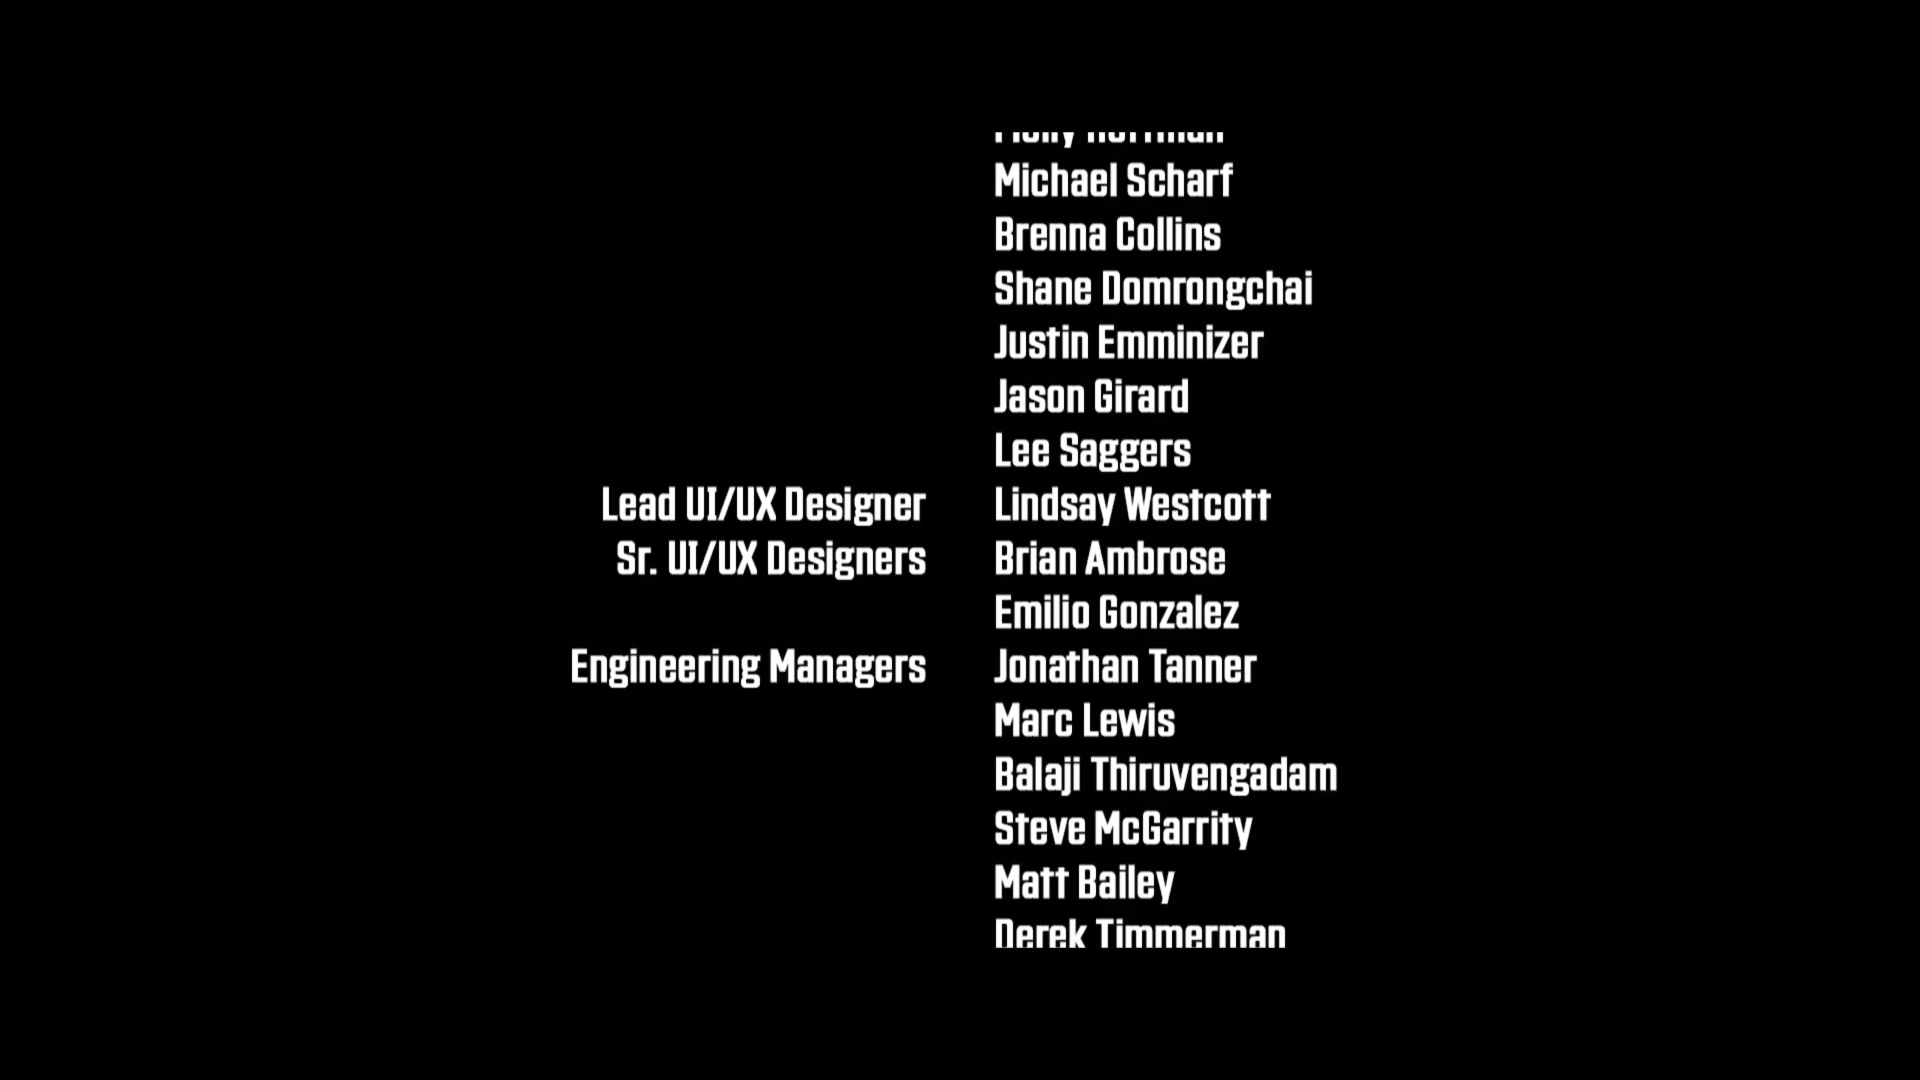 Michael Scharf
Brenna Collins
Shane Domrongchai
Justin Emminizer
Jason Girard
Lee Saggers
Lead UI/UX Designer Lindsay Westcott
Sr. UI/UX Designers Brian Ambrose
Emilio Gonzalez
Engineering Managers Jonathan Tanner
Marc Lewis
Balaji Thiruvengadam
Steve McGarrity
Matt Bailey
Derek Timmerman